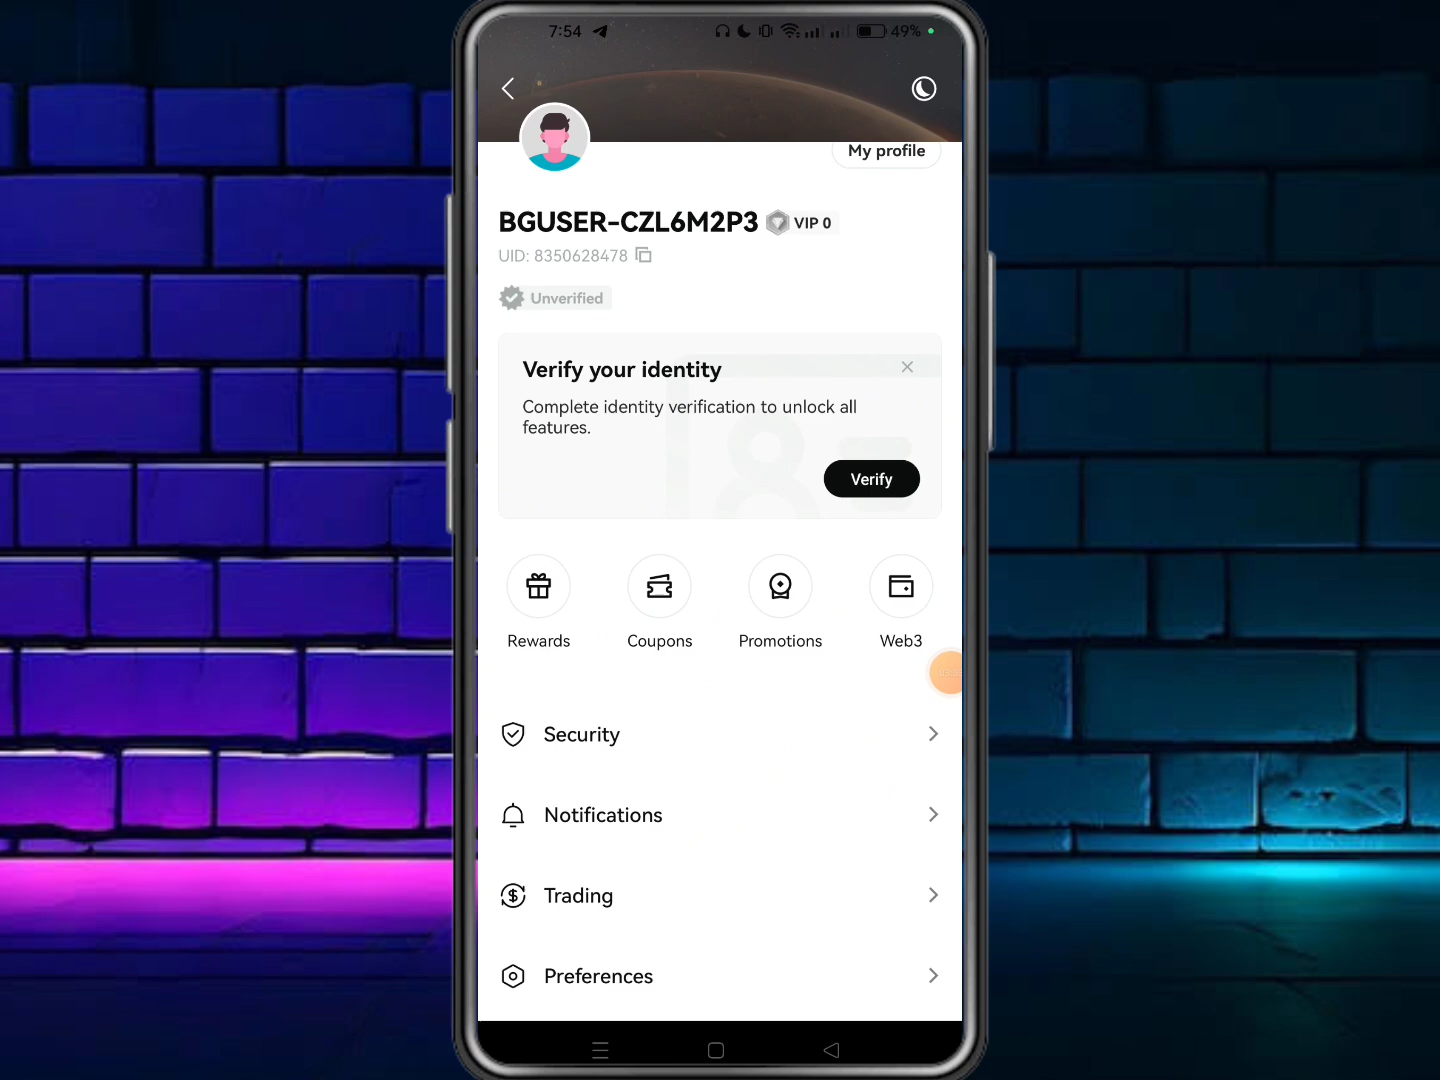 7:54
49%
My profile
BGUSER-CZL6M2P3 VIP 0
UID: 8350628478
Unverified
Verify your identity
Complete identity verification to unlock all
features.
Verify
Rewards Coupons Promotions Web3
Security
Notifications
Trading
Preferences